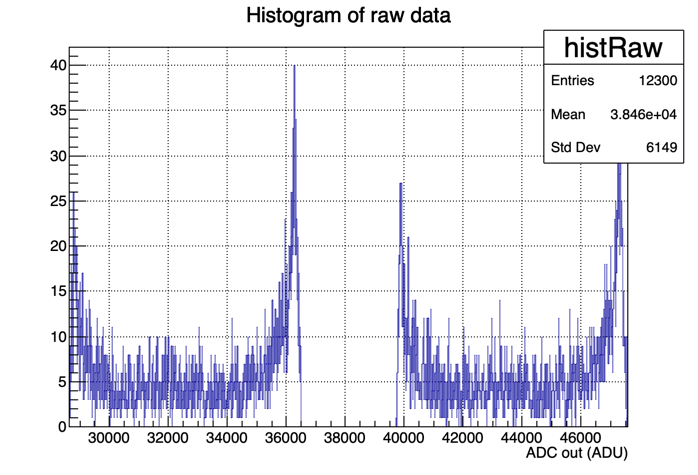 Histogram of raw data
histRaw
Entries 12300
Mean 3.846e+04
Std Dev 6149
40
35
30
25
20
15
10
5
0
30000 32000 34000 36000 38000 40000 42000 44000 46000
ADC out (ADU)